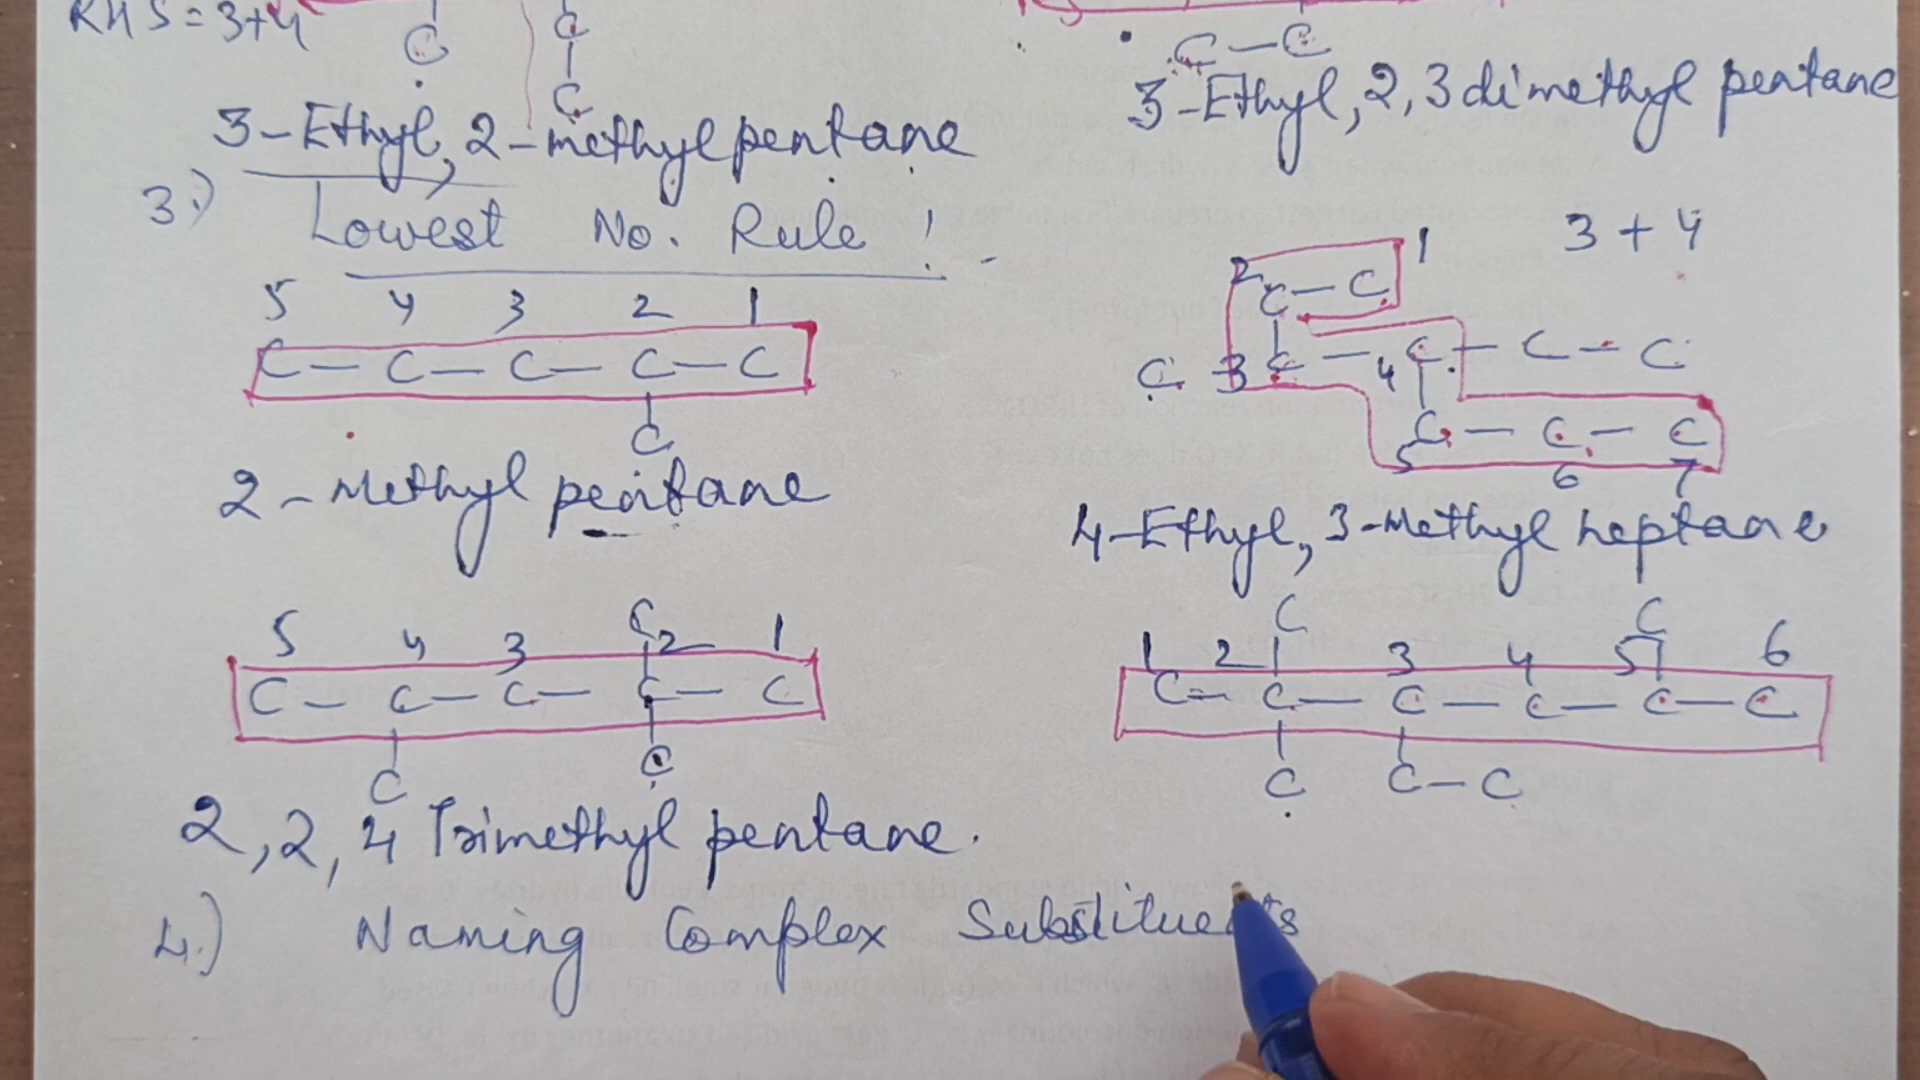 RHS = 3+4
C
C
C
C – C
3-Ethyl, 2-methylpentane
3-Ethyl, 2, 3 dimethyl pentane
3.) Lowest No. Rule !
5 4 3 2 1
C – C – C – C – C
C
2 - Methyl pentane
3 + 4
1
2
C – C
C 3 C – 4 C – C – C
C – C – C
5 6 7
4-Ethyl, 3-Methyl heptane
C
5 4 3 2 1
C – C – C – C – C
C C
2, 2, 4 Trimethyl pentane.
C C
1 2 3 4 5 6
C – C – C – C – C – C
C C – C
4.) Naming Complex Substituents